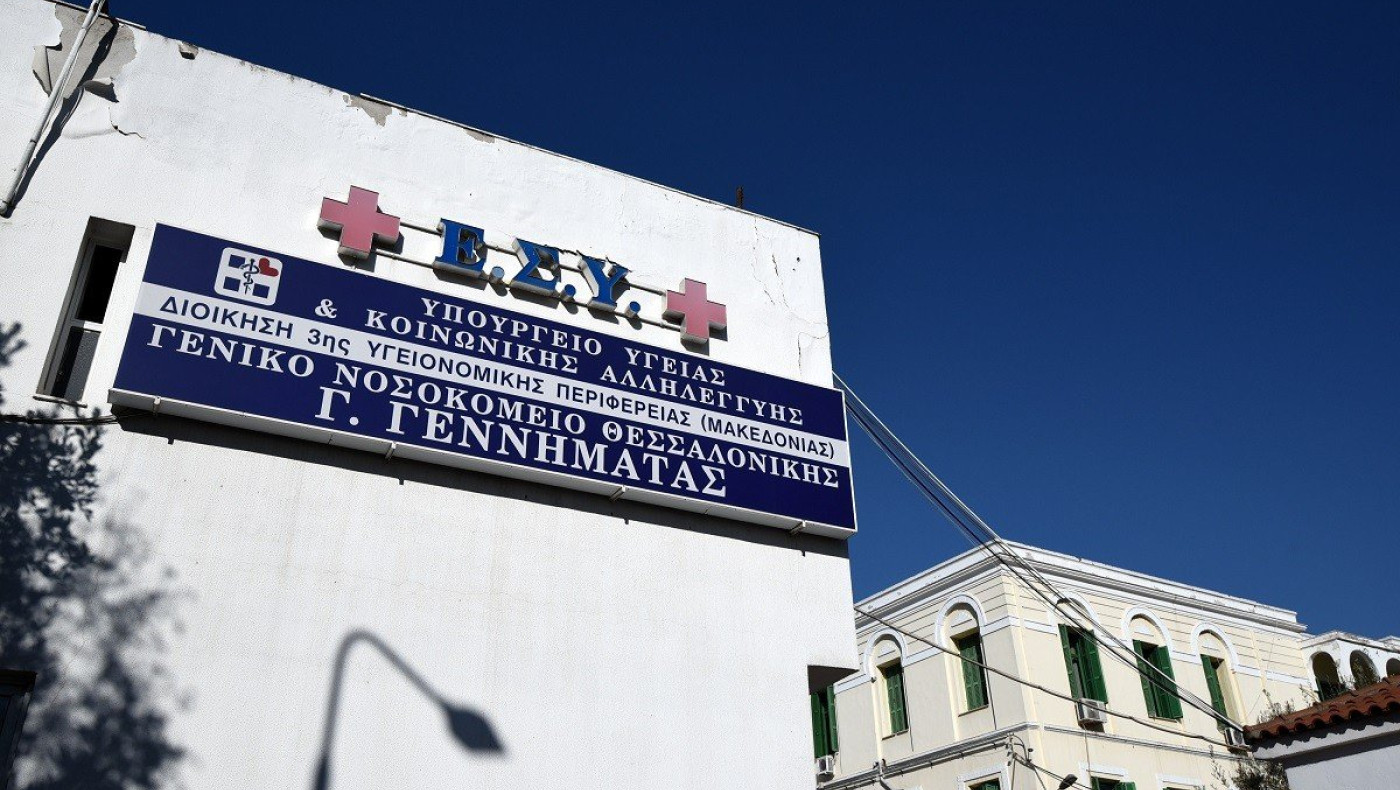 Ε.Σ.Υ.
ΥΠΟΥΡΓΕΙΟ ΥΓΕΙΑΣ
& ΚΟΙΝΩΝΙΚΗΣ ΑΛΛΗΛΕΓΓΥΗΣ
ΔΙΟΙΚΗΣΗ 3ης ΥΓΕΙΟΝΟΜΙΚΗΣ ΠΕΡΙΦΕΡΕΙΑΣ (ΜΑΚΕΔΟΝΙΑΣ)
ΓΕΝΙΚΟ ΝΟΣΟΚΟΜΕΙΟ ΘΕΣΣΑΛΟΝΙΚΗΣ
Γ. ΓΕΝΝΗΜΑΤΑΣ